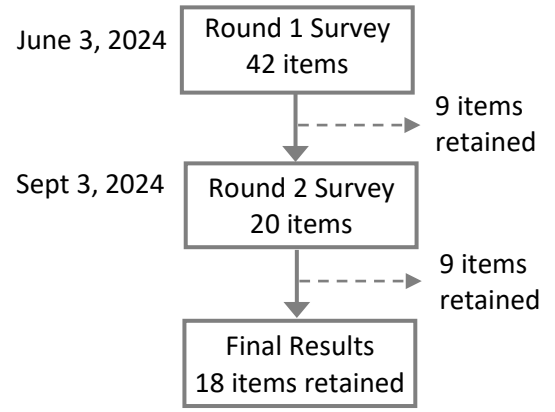 June 3, 2024
Round 1 Survey
42 items
9 items
retained
Sept 3, 2024
Round 2 Survey
20 items
9 items
retained
Final Results
18 items retained